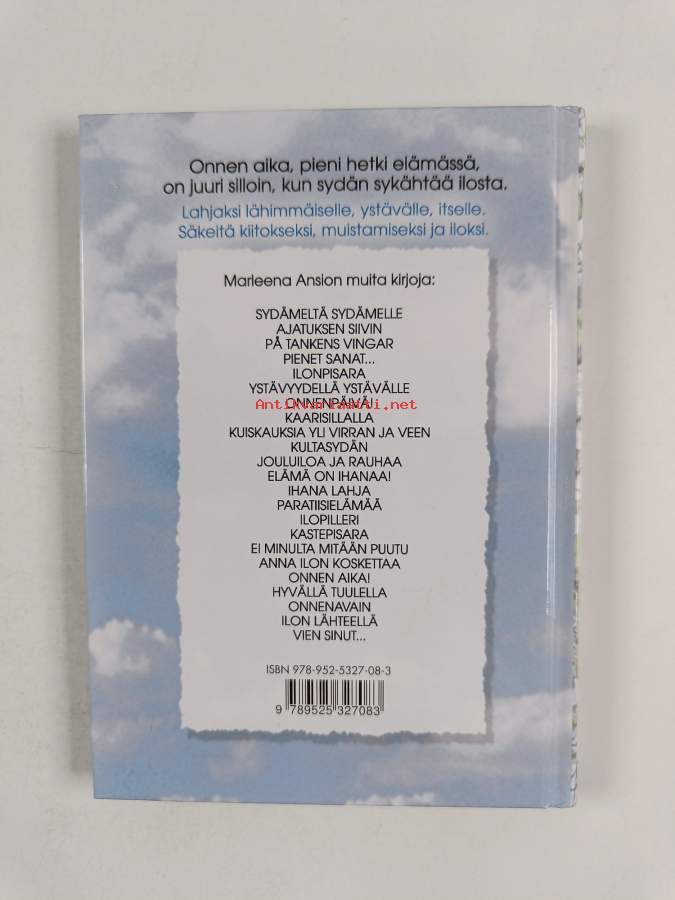 Onnen aika, pieni hetki elämässä,
on juuri silloin, kun sydän sykähtää ilosta.
Lahjaksi lähimmäiselle, ystävälle, itselle.
Säkeitä kiitokseksi, muistamiseksi ja iloksi.
Marleena Ansion muita kirjoja:
SYDÄMELTÄ SYDÄMELLE
AJATUKSEN SIIVIN
PÅ TANKENS VINGAR
PIENET SANAT...
ILONPISARA
YSTÄVYYDELLÄ YSTÄVÄLLE
ONNENPÄIVÄ!
Antikvariaatti.net
KAARISILLALLA
KUISKAUKSIA YLI VIRRAN JA VEEN
KULTASYDÄN
JOULUILOA JA RAUHAA
ELÄMÄ ON IHANAA!
IHANA LAHJA
PARATIISIELÄMÄÄ
ILOPILLERI
KASTEPISARA
EI MINULTA MITÄÄN PUUTU
ANNA ILON KOSKETTAA
ONNEN AIKA!
HYVÄLLÄ TUULELLA
ONNENAVAIN
ILON LÄHTEELLÄ
VIEN SINUT...
ISBN 978-952-5327-08-3
9 789525 327083